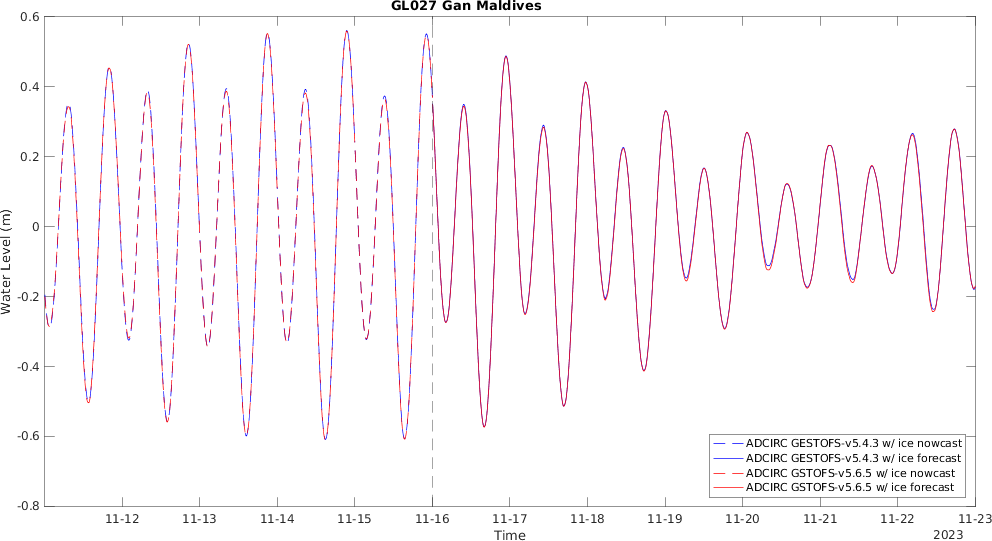 GL027 Gan Maldives
0.6
0.4
0.2
0
-0.2
-0.4
-0.6
-0.8
Water Level (m)
ADCIRC GESTOFS-v5.4.3 w/ ice nowcast
ADCIRC GESTOFS-v5.4.3 w/ ice forecast
ADCIRC GSTOFS-v5.6.5 w/ ice nowcast
ADCIRC GSTOFS-v5.6.5 w/ ice forecast
11-12 11-13 11-14 11-15 11-16 11-17 11-18 11-19 11-20 11-21 11-22 11-23
Time
2023